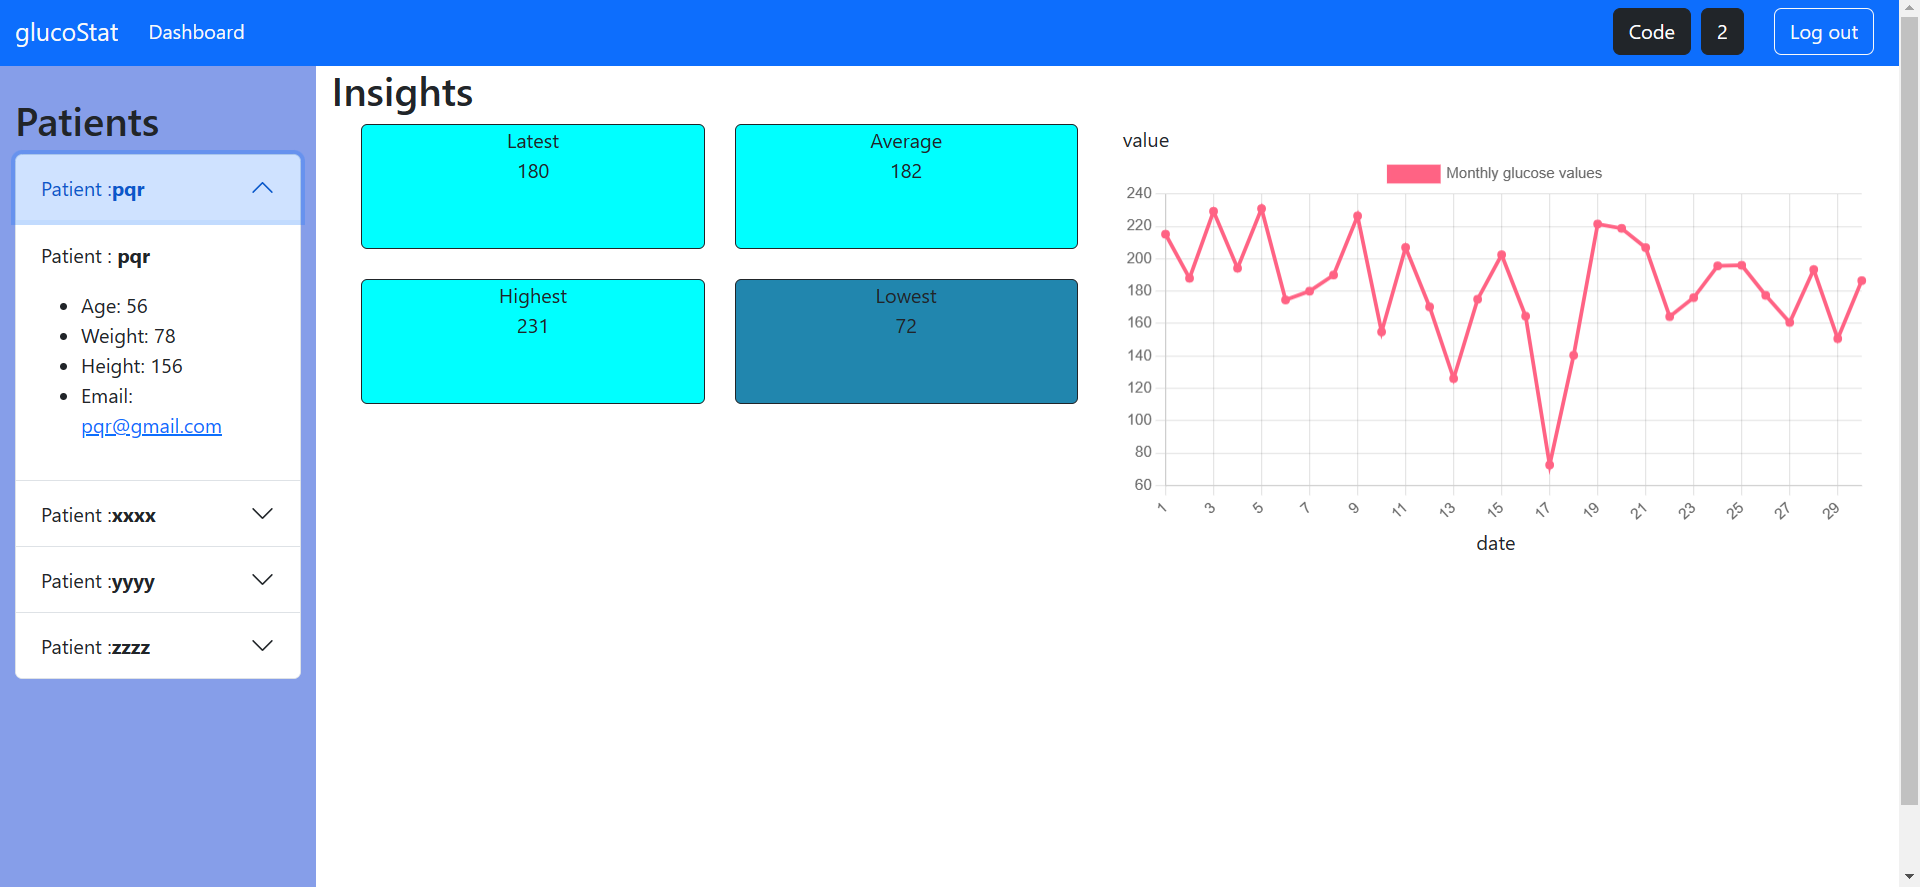 glucoStat Dashboard Code 2 Log out
Patients
Patient :pqr
Patient : pqr
Age: 56
Weight: 78
Height: 156
Email:
pqr@gmail.com
Patient :xxxx
Patient :yyyy
Patient :zzzz
Insights
Latest
180
Average
182
Highest
231
Lowest
72
value
Monthly glucose values
240
220
200
180
160
140
120
100
80
60
1 3 5 7 9 11 13 15 17 19 21 23 25 27 29
date